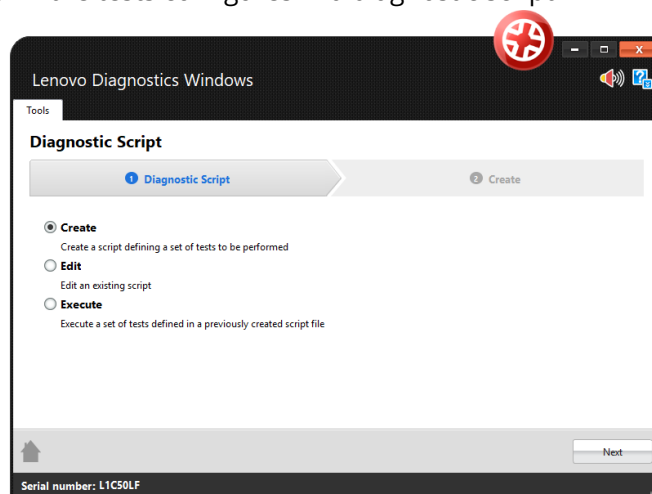 Lenovo Diagnostics Windows
Tools
Diagnostic Script
1 Diagnostic Script
2 Create
Create
Create a script defining a set of tests to be performed
Edit
Edit an existing script
Execute
Execute a set of tests defined in a previously created script file
Next
Serial number: L1C50LF